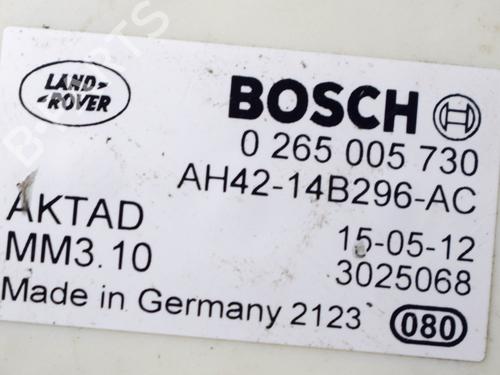 LAND-
-ROVER
BOSCH
0 265 005 730
AH42-14B296-AC
AKTAD
15-05-12
MM3.10
3025068
Made in Germany 2123
080